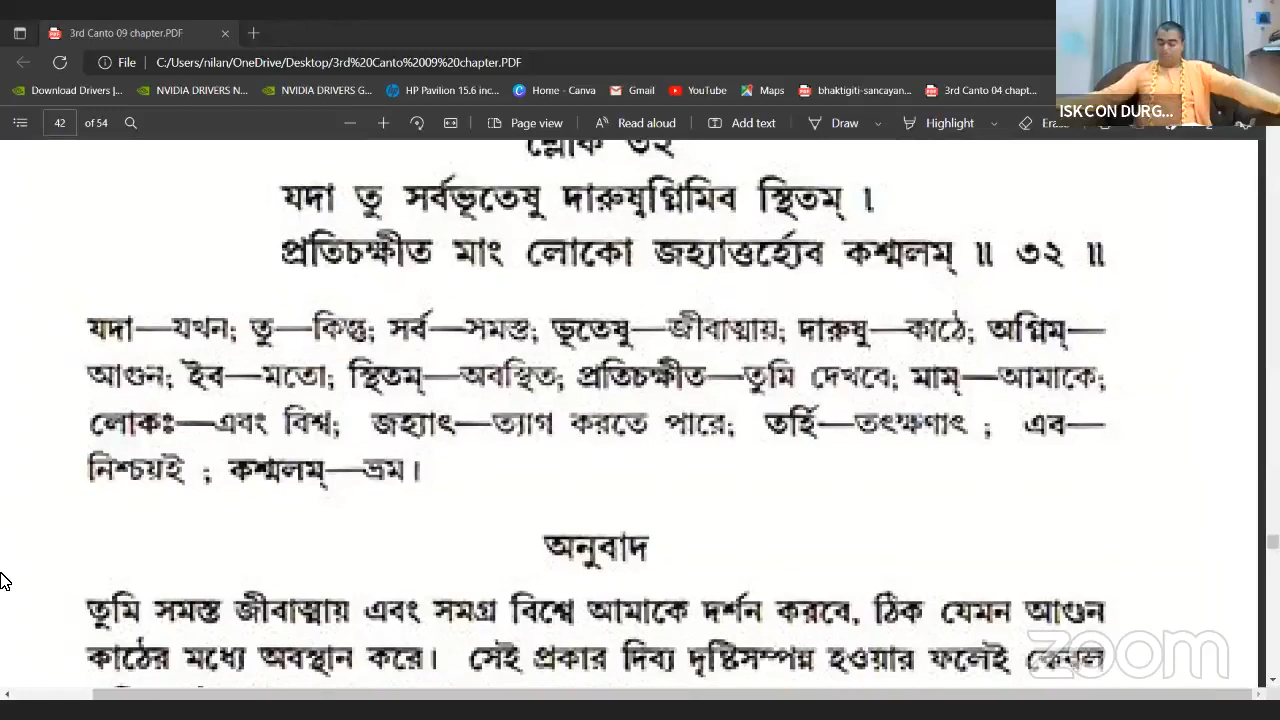 3rd Canto 09 chapter.PDF
File C:/Users/nilan/OneDrive/Desktop/3rd%20Canto%2009%20chapter.PDF
Download Drivers |... NVIDIA DRIVERS N... NVIDIA DRIVERS G... HP Pavilion 15.6 inc... Home - Canva Gmail YouTube Maps bhaktigiti-sancayan... 3rd Canto 04 chapt...
ISKCON DURG...
42 of 54 Page view Read aloud Add text Draw Highlight
শ্লোক ৩২
যদা তু সর্বভূতেষু দারুষ্বগ্নিমিব স্থিতম্ ।
প্রতিচক্ষীত মাং লোকো জহ্যাত্তর্হ্যেব কশ্মলম্ ॥ ৩২ ॥
যদা—যখন; তু—কিন্তু; সর্ব—সমস্ত; ভূতেষু—জীবাত্মায়; দারুষু—কাঠে; অগ্নিম্—
আগুন; ইব—মতো; স্থিতম্—অবস্থিত; প্রতিচক্ষীত—তুমি দেখবে; মাম্—আমাকে;
লোকঃ—এবং বিশ্ব; জহ্যাৎ—ত্যাগ করতে পারে; তর্হি—তৎক্ষণাৎ ; এব—
নিশ্চয়ই ; কশ্মলম্—ভ্রম।
অনুবাদ
তুমি সমস্ত জীবাত্মায় এবং সমগ্র বিশ্বে আমাকে দর্শন করবে, ঠিক যেমন আগুন
কাঠের মধ্যে অবস্থান করে। সেই প্রকার দিব্য দৃষ্টিসম্পন্ন হওয়ার ফলেই কেবল
zoom